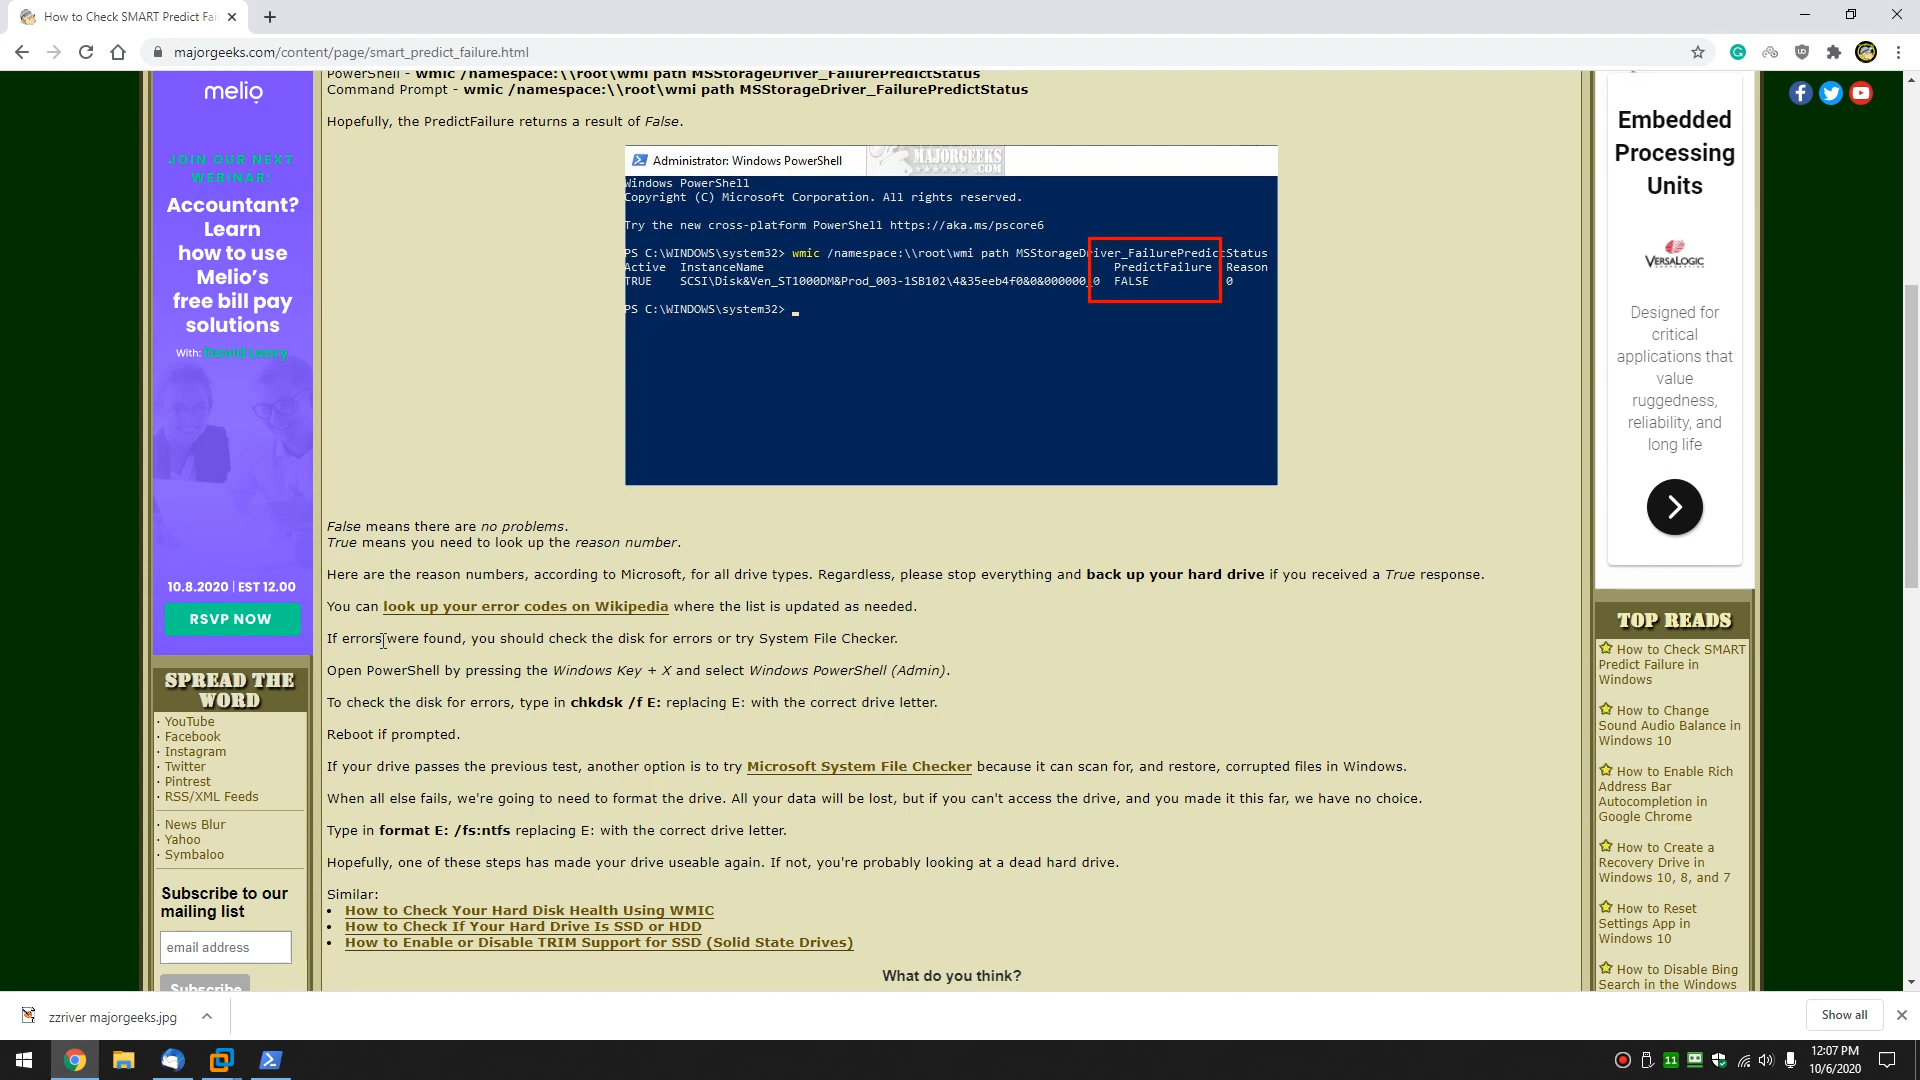 How to Check SMART Predict Fai
majorgeeks.com/content/page/smart_predict_failure.html
PowerShell - wmic /namespace:\\root\wmi path MSStorageDriver_FailurePredictStatus
Command Prompt - wmic /namespace:\\root\wmi path MSStorageDriver_FailurePredictStatus
Hopefully, the PredictFailure returns a result of False.
Administrator: Windows PowerShell
MAJORGEEKS
.COM
Windows PowerShell
Copyright (C) Microsoft Corporation. All rights reserved.
Try the new cross-platform PowerShell https://aka.ms/pscore6
PS C:\WINDOWS\system32> wmic /namespace:\\root\wmi path MSStorageDriver_FailurePredictStatus
Active InstanceName PredictFailure Reason
TRUE SCSI\Disk&Ven_ST1000DM&Prod_003-1SB102\4&35eeb4f0&0&000000_0 FALSE 0
PS C:\WINDOWS\system32>
False means there are no problems.
True means you need to look up the reason number.
Here are the reason numbers, according to Microsoft, for all drive types. Regardless, please stop everything and back up your hard drive if you received a True response.
You can look up your error codes on Wikipedia where the list is updated as needed.
If errors were found, you should check the disk for errors or try System File Checker.
Open PowerShell by pressing the Windows Key + X and select Windows PowerShell (Admin).
To check the disk for errors, type in chkdsk /f E: replacing E: with the correct drive letter.
Reboot if prompted.
If your drive passes the previous test, another option is to try Microsoft System File Checker because it can scan for, and restore, corrupted files in Windows.
When all else fails, we're going to need to format the drive. All your data will be lost, but if you can't access the drive, and you made it this far, we have no choice.
Type in format E: /fs:ntfs replacing E: with the correct drive letter.
Hopefully, one of these steps has made your drive useable again. If not, you're probably looking at a dead hard drive.
Similar:
• How to Check Your Hard Disk Health Using WMIC
• How to Check If Your Hard Drive Is SSD or HDD
• How to Enable or Disable TRIM Support for SSD (Solid State Drives)
What do you think?
melio
JOIN OUR NEXT
WEBINAR:
Accountant?
Learn
how to use
Melio's
free bill pay
solutions
With: David Leary
10.8.2020 | EST 12.00
RSVP NOW
SPREAD THE
WORD
· YouTube
· Facebook
· Instagram
· Twitter
· Pintrest
· RSS/XML Feeds
· News Blur
· Yahoo
· Symbaloo
Subscribe to our
mailing list
email address
Subscribe
Embedded
Processing
Units
VERSALOGIC
Designed for
critical
applications that
value
ruggedness,
reliability, and
long life
TOP READS
How to Check SMART
Predict Failure in
Windows
How to Change
Sound Audio Balance in
Windows 10
How to Enable Rich
Address Bar
Autocompletion in
Google Chrome
How to Create a
Recovery Drive in
Windows 10, 8, and 7
How to Reset
Settings App in
Windows 10
How to Disable Bing
Search in the Windows
zzriver majorgeeks.jpg
Show all
11
12:07 PM
10/6/2020